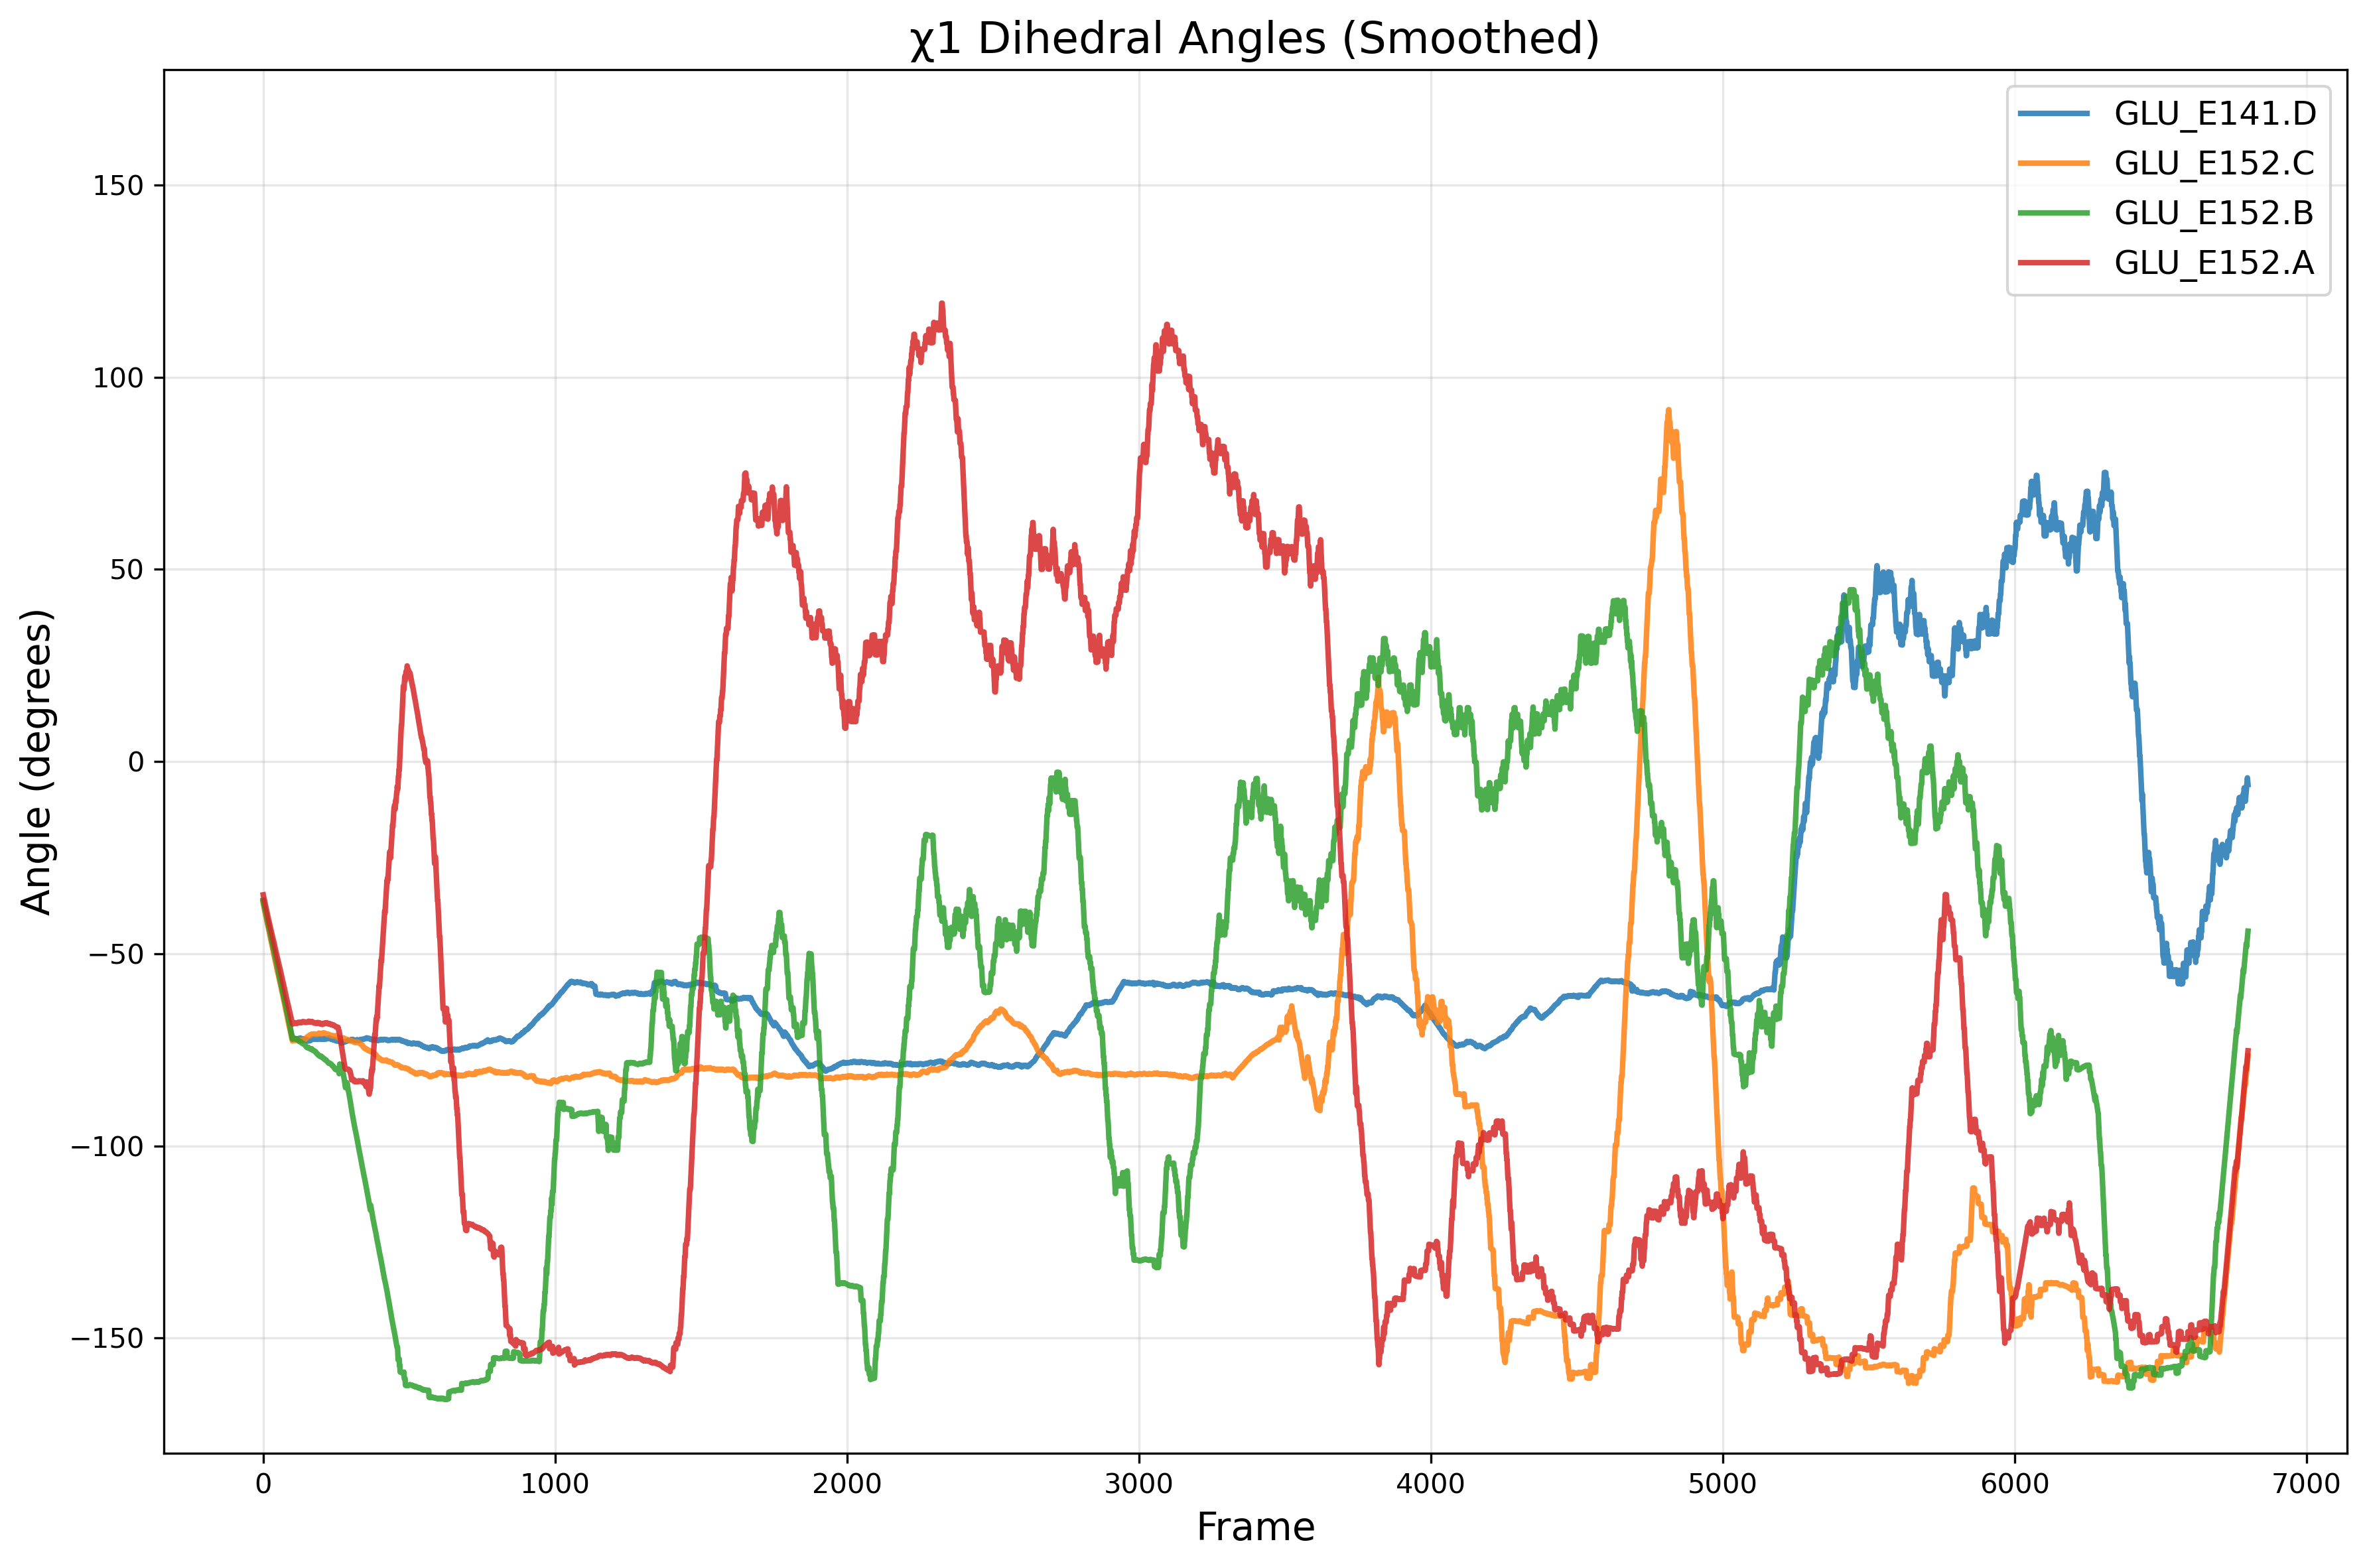 χ1 Dihedral Angles (Smoothed)
GLU_E141.D
GLU_E152.C
GLU_E152.B
GLU_E152.A
Angle (degrees)
150
100
50
0
−50
−100
−150
0 1000 2000 3000 4000 5000 6000 7000
Frame